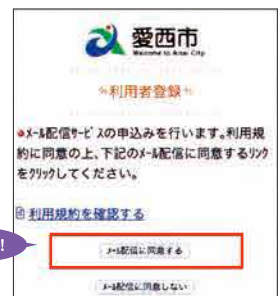 愛西市
Welcome to Aisai City
利用者登録
●ﾒｰﾙ配信ｻｰﾋﾞｽの申込みを行います。利用規
約に同意の上、下記のﾒｰﾙ配信に同意するﾘﾝｸ
をｸﾘｯｸしてください。
利用規約を確認する
!
ﾒｰﾙ配信に同意する
ﾒｰﾙ配信に同意しない